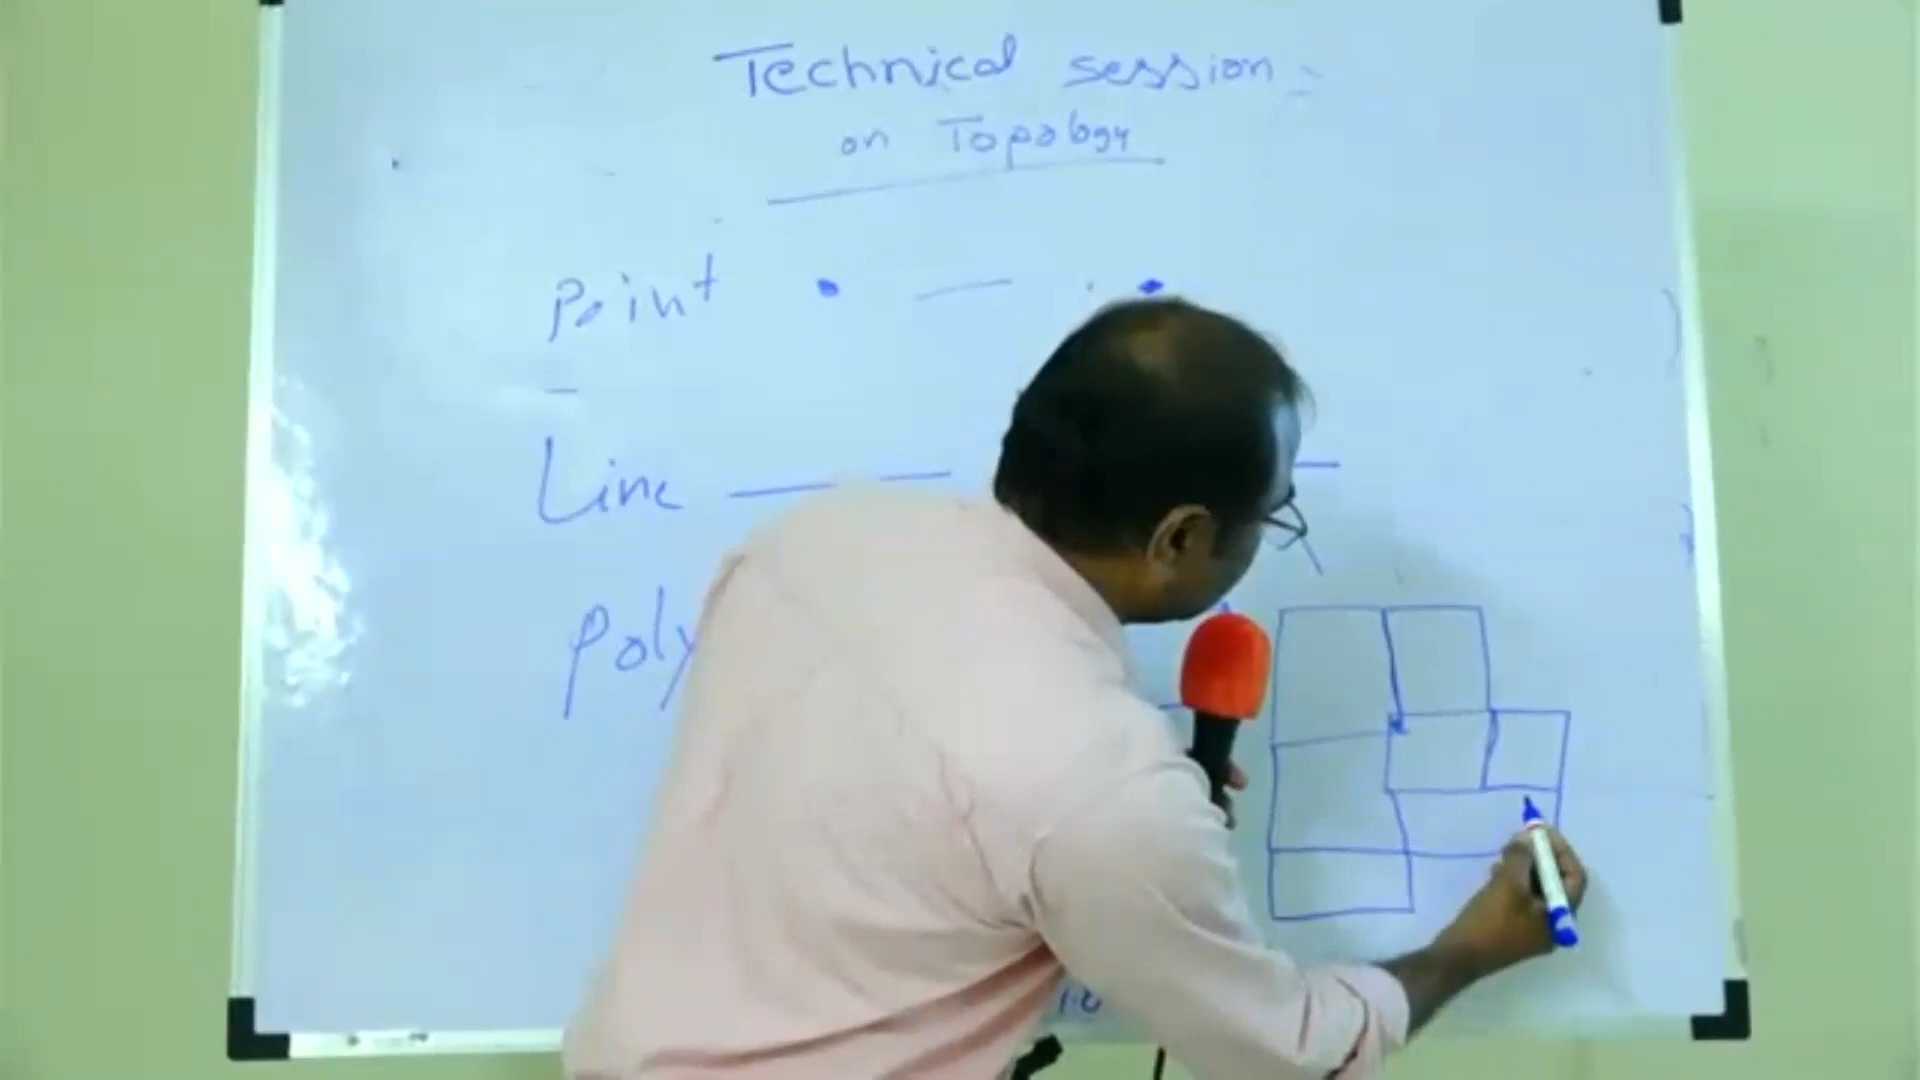 Technical session
on Topology
Point
Line
Poly